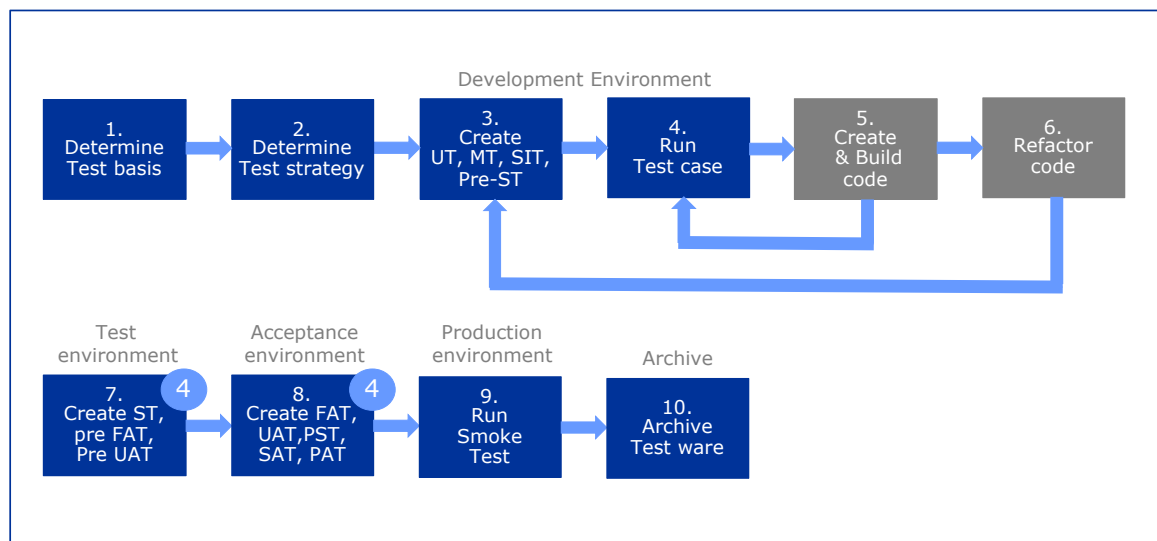 Development Environment
1.
Determine
Test basis
2.
Determine
Test strategy
3.
Create
UT, MT, SIT,
Pre-ST
4.
Run
Test case
5.
Create
& Build
code
6.
Refactor
code
Test
environment
Acceptance
environment
Production
environment
Archive
7.
Create ST,
pre FAT,
Pre UAT
4
8.
Create FAT,
UAT,PST,
SAT, PAT
4
9.
Run
Smoke
Test
10.
Archive
Test ware